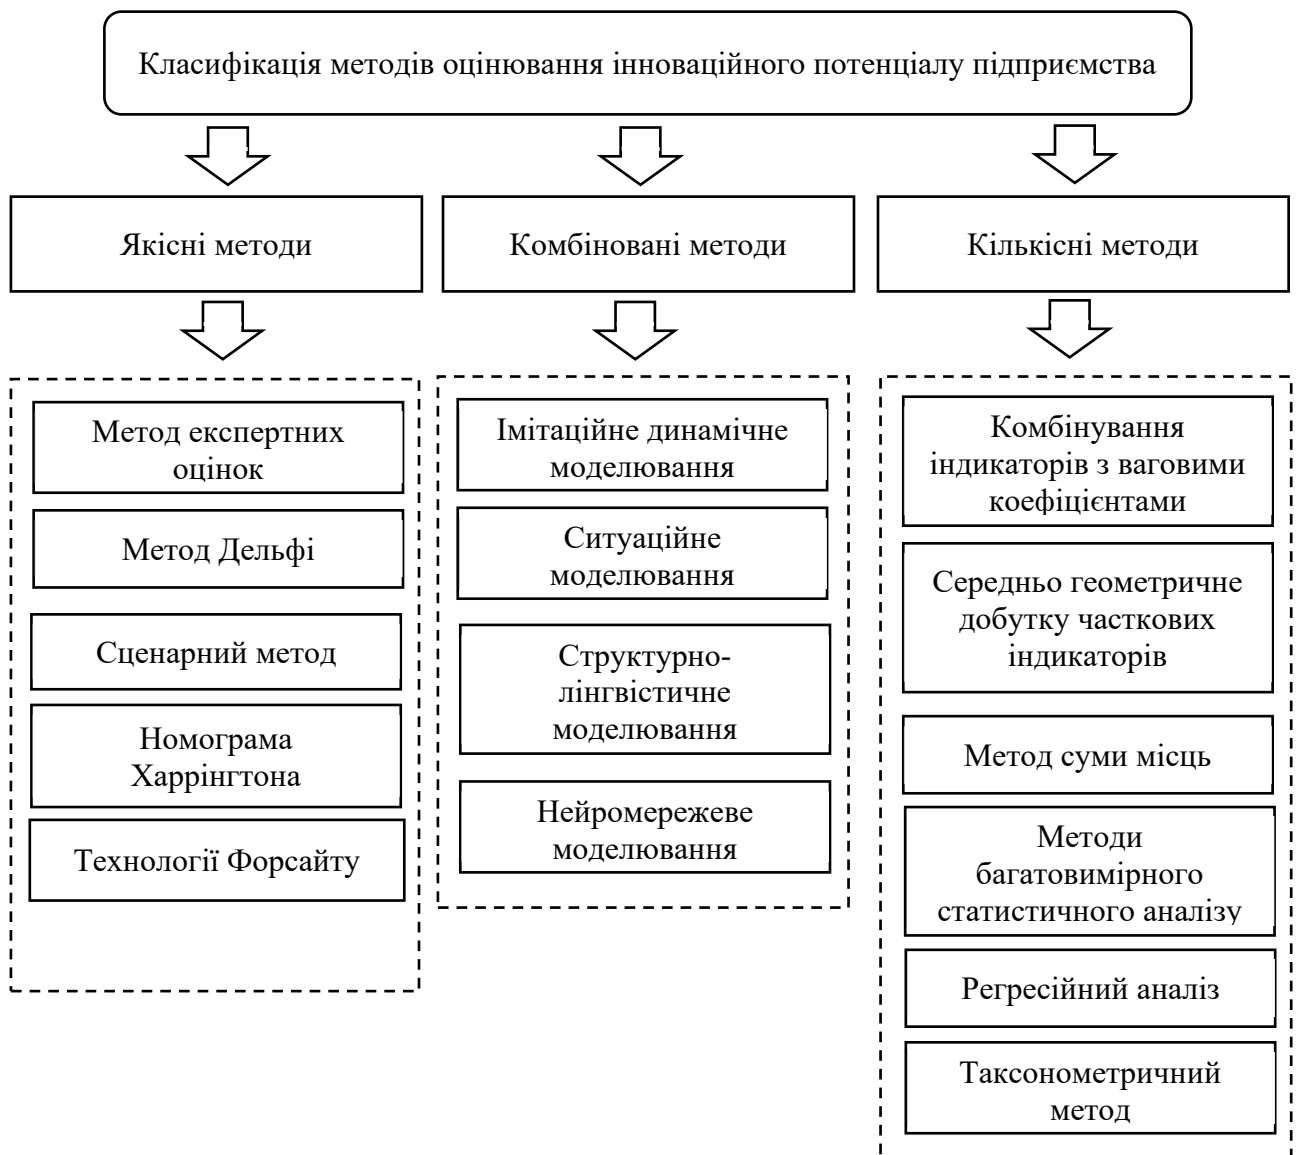 Класифікація методів оцінювання інноваційного потенціалу підприємства
Якісні методи
Комбіновані методи
Кількісні методи
Метод експертних
оцінок
Метод Дельфі
Сценарний метод
Номограма
Харрінгтона
Технології Форсайту
Імітаційне динамічне
моделювання
Ситуаційне
моделювання
Структурно-
лінгвістичне
моделювання
Нейромережеве
моделювання
Комбінування
індикаторів з ваговими
коефіцієнтами
Середньо геометричне
добутку часткових
індикаторів
Метод суми місць
Методи
багатовимірного
статистичного аналізу
Регресійний аналіз
Таксонометричний
метод